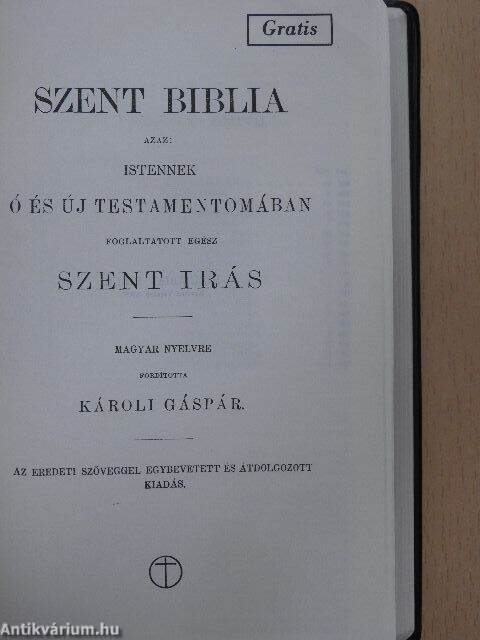 Gratis
SZENT BIBLIA
AZAZ:
ISTENNEK
Ó ÉS ÚJ TESTAMENTOMÁBAN
FOGLALTATOTT EGÉSZ
SZENT IRÁS
MAGYAR NYELVRE
FORDÍTOTTA
KÁROLI GÁSPÁR.
AZ EREDETI SZÖVEGGEL EGYBEVETETT ÉS ÁTDOLGOZOTT
KIADÁS.
Antikvárium.hu